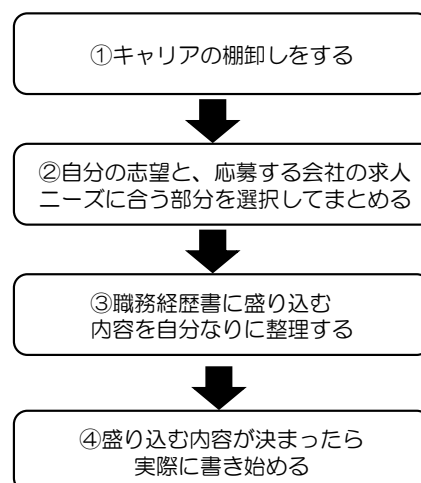 ①キャリアの棚卸しをする
②自分の志望と、応募する会社の求人
ニーズに合う部分を選択してまとめる
③職務経歴書に盛り込む
内容を自分なりに整理する
④盛り込む内容が決まったら
実際に書き始める